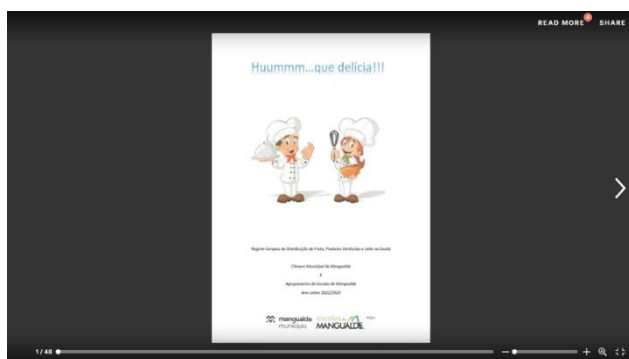 READ MORE
SHARE
Huummm...que delícia!!!
Regime Europeu de Distribuição de Fruta, Produtos Hortícolas e Leite na Escola
Câmara Municipal de Mangualde
Agrupamento de Escolas de Mangualde
Ano Letivo 2022/2023
mangualde
município
escolas
MANGUALDE
1/48